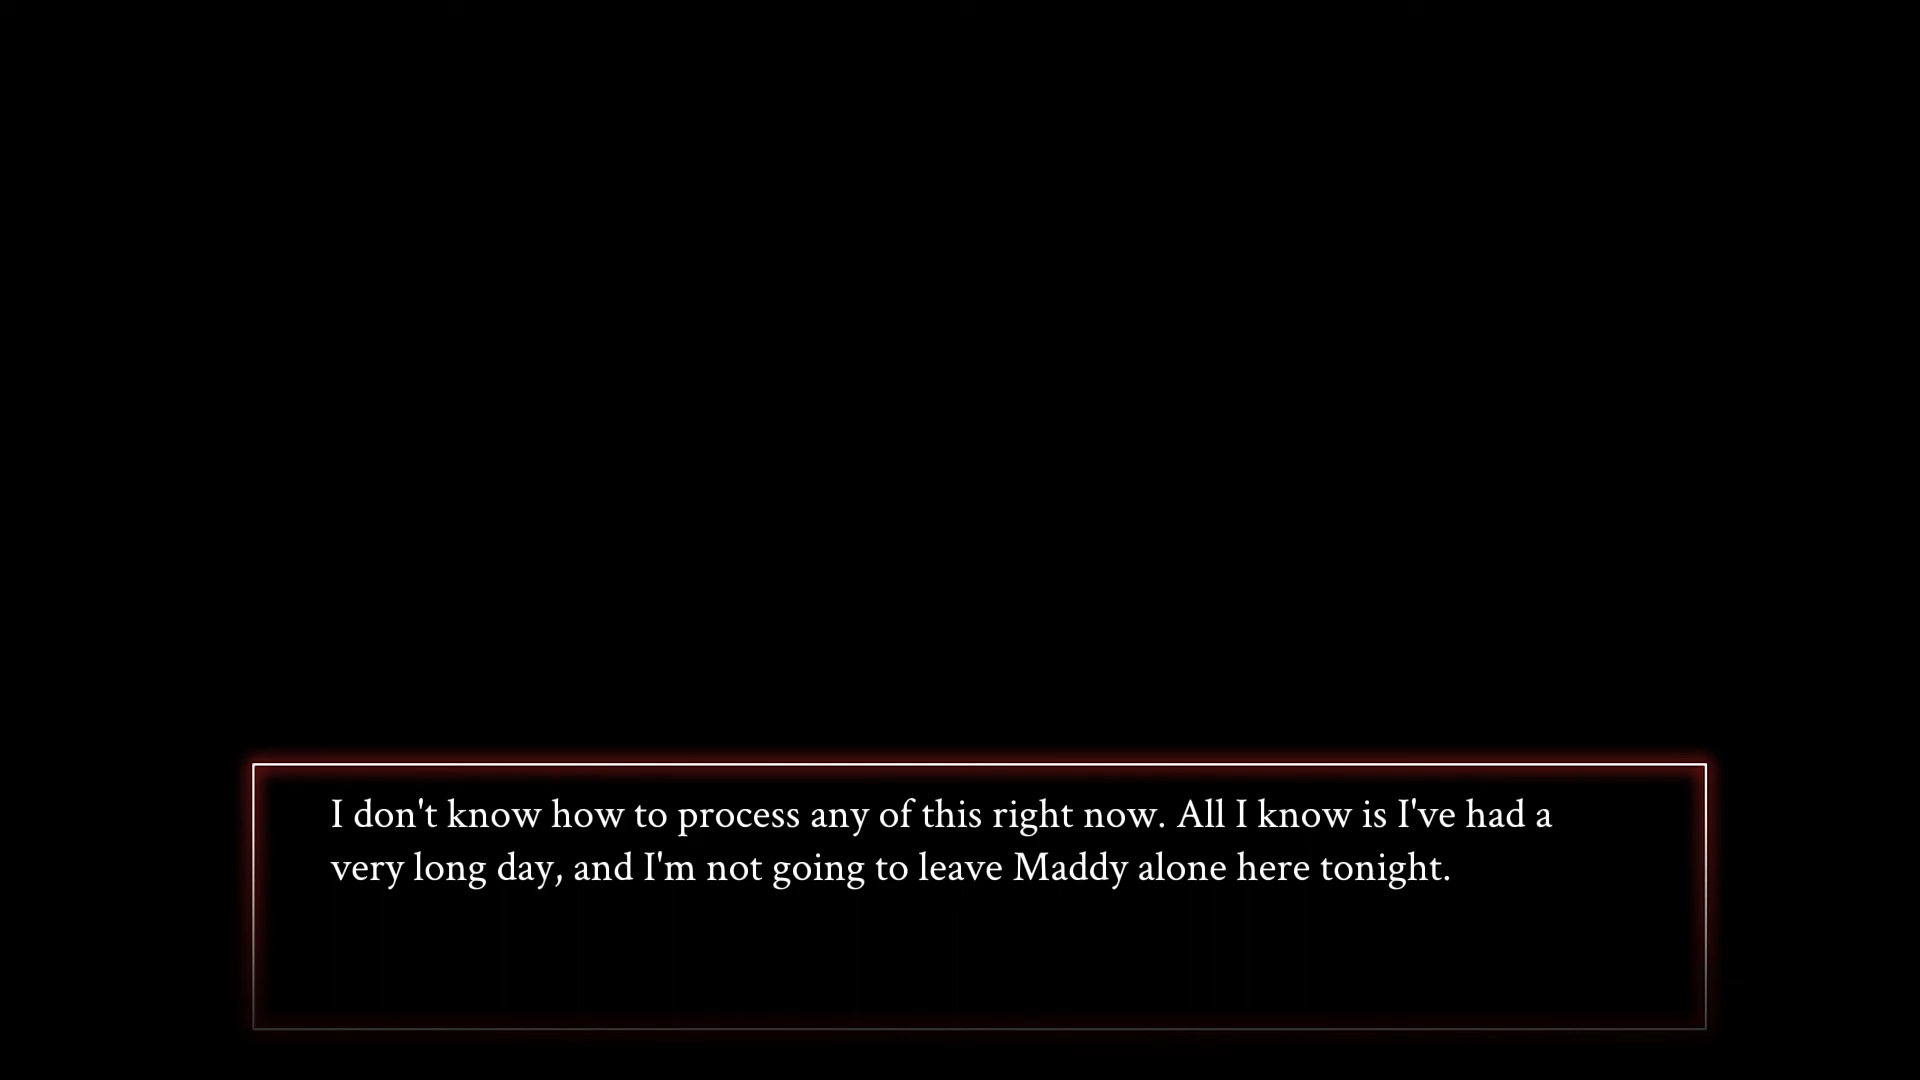 I don't know how to process any of this right now. All I know is I've had a
very long day, and I'm not going to leave Maddy alone here tonight.